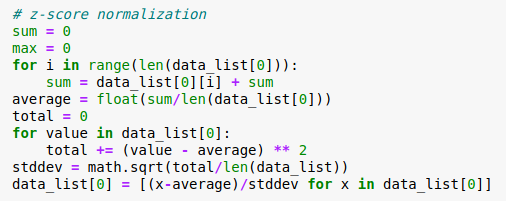 # z-score normalization
sum = 0
max = 0
for i in range(len(data_list[0])):
    sum = data_list[0][i] + sum
average = float(sum/len(data_list[0]))
total = 0
for value in data_list[0]:
    total += (value - average) ** 2
stddev = math.sqrt(total/len(data_list))
data_list[0] = [(x-average)/stddev for x in data_list[0]]